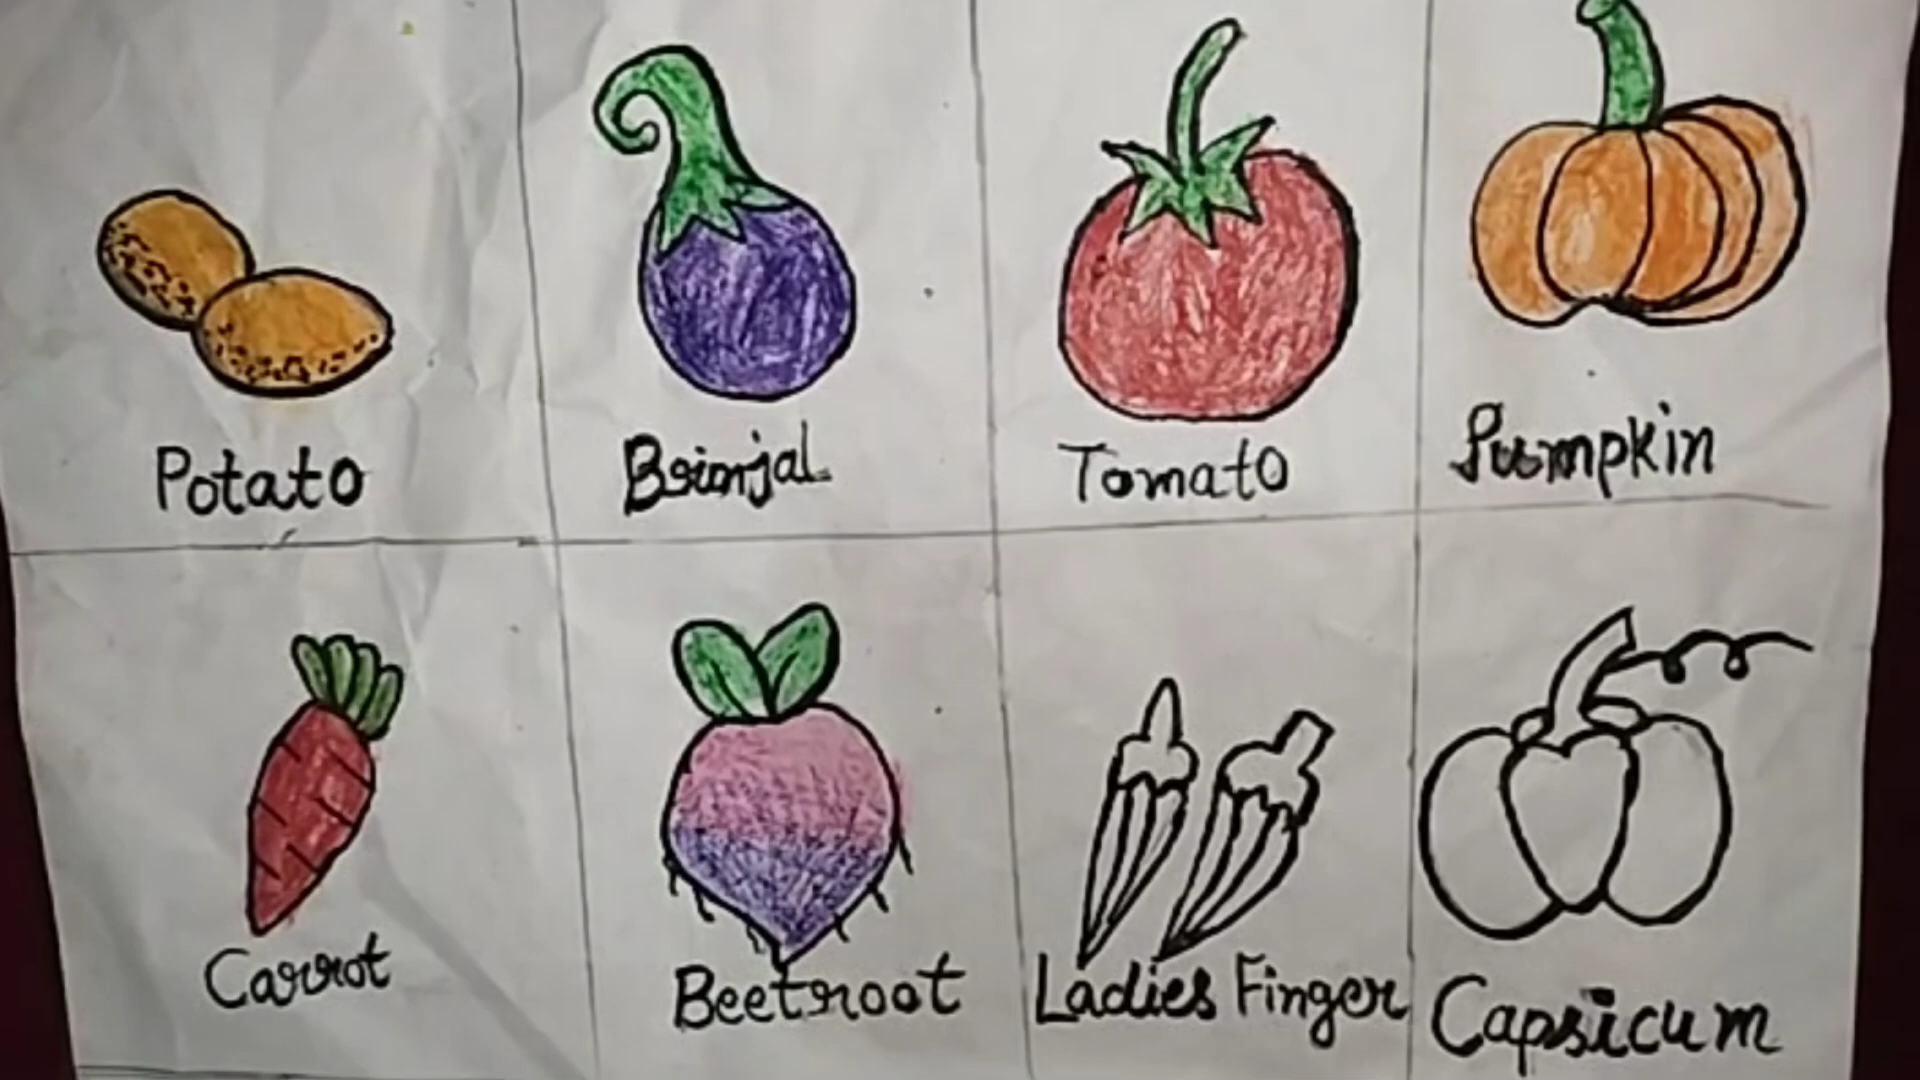 Potato
Brinjal
Tomato
Pumpkin
Carrot
Beetroot
Ladies Finger
Capsicum